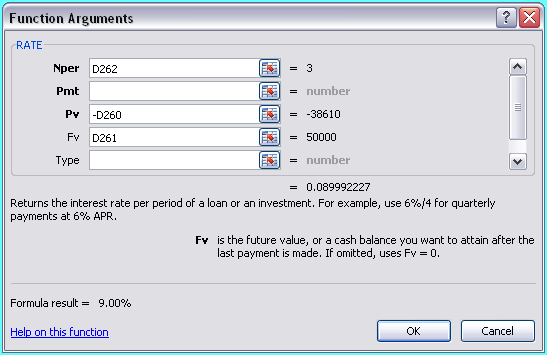 Function Arguments
RATE
Nper D262 = 3
Pmt = number
Pv -D260 = -38610
Fv D261 = 50000
Type = number
= 0.089992227
Returns the interest rate per period of a loan or an investment. For example, use 6%/4 for quarterly
payments at 6% APR.
Fv is the future value, or a cash balance you want to attain after the
last payment is made. If omitted, uses Fv = 0.
Formula result = 9.00%
Help on this function
OK Cancel